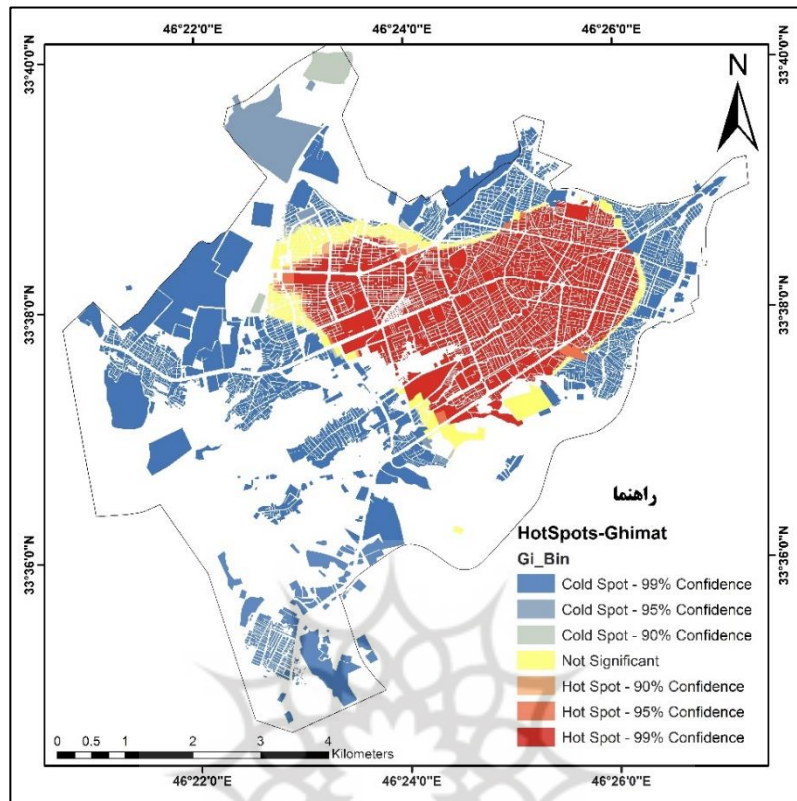 46°22'0"E 46°24'0"E 46°26'0"E
33°40'0"N 33°40'0"N
N
33°38'0"N 33°38'0"N
33°36'0"N 33°36'0"N
راهنما
HotSpots-Ghimat
Gi_Bin
Cold Spot - 99% Confidence
Cold Spot - 95% Confidence
Cold Spot - 90% Confidence
Not Significant
Hot Spot - 90% Confidence
Hot Spot - 95% Confidence
Hot Spot - 99% Confidence
0 0.5 1 2 3 4
Kilometers
46°22'0"E 46°24'0"E 46°26'0"E